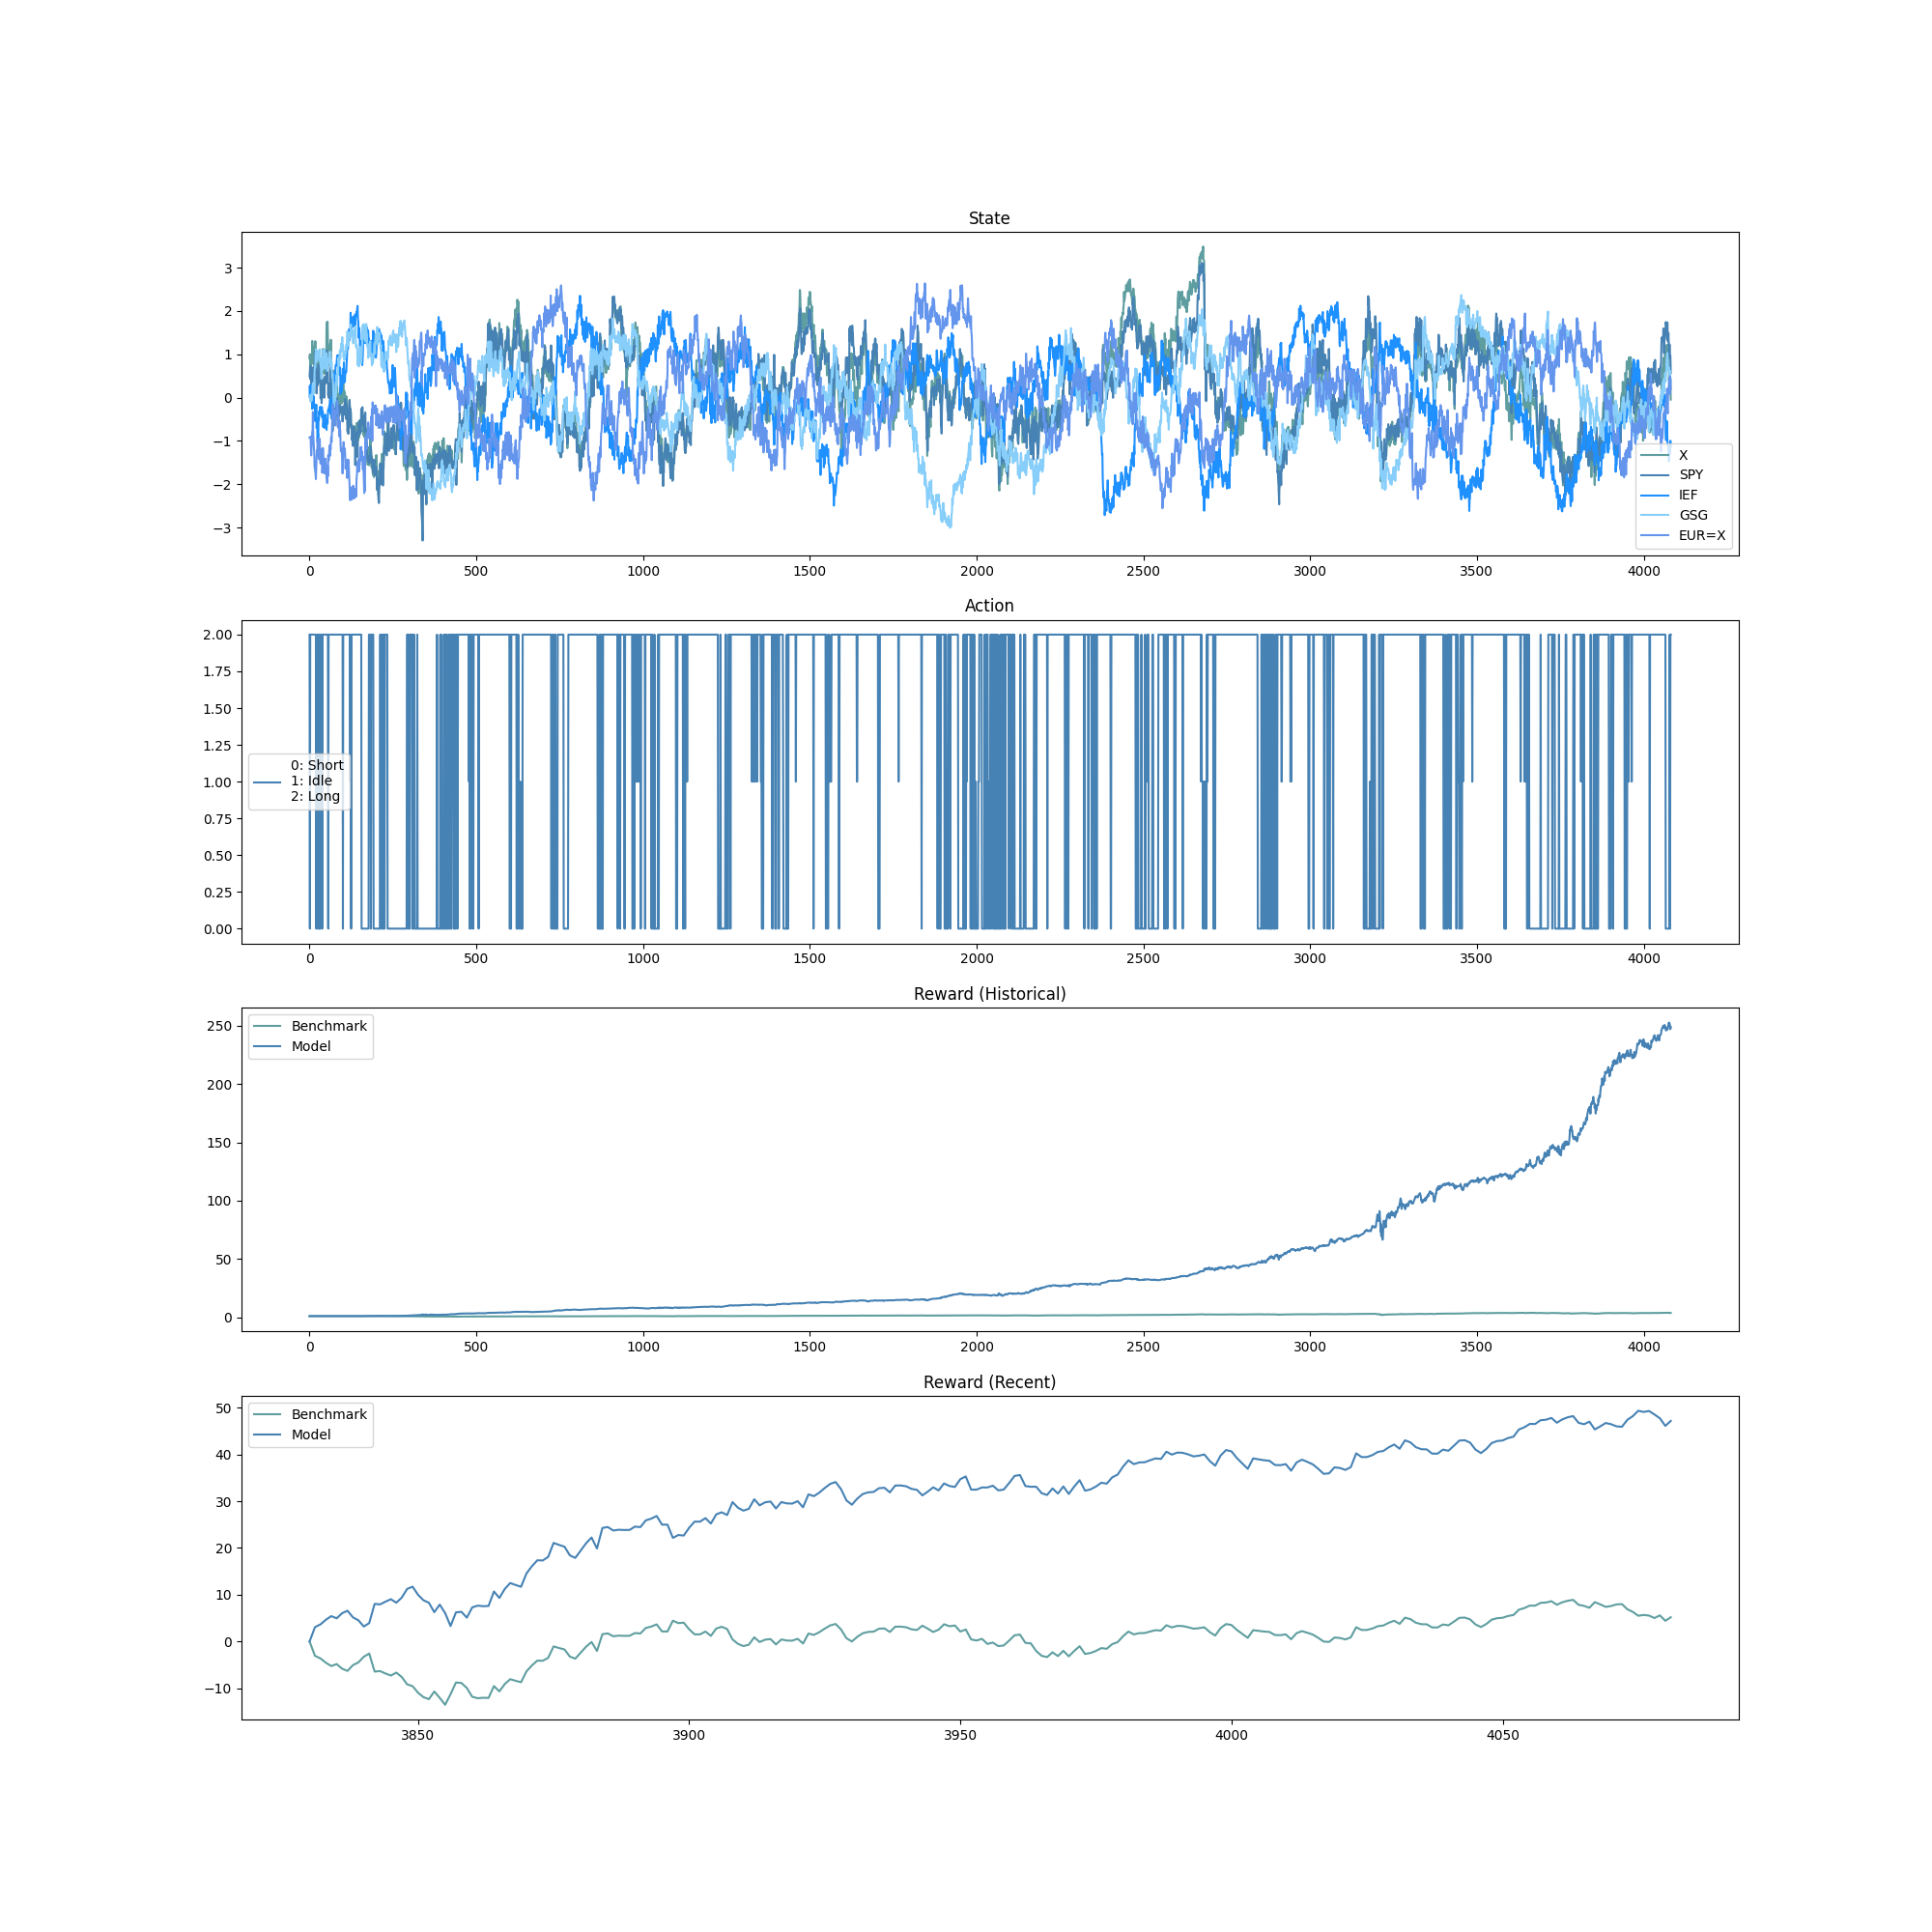 State
3
2
1
0
−1
−2
−3
X
SPY
IEF
GSG
EUR=X
0 500 1000 1500 2000 2500 3000 3500 4000
Action
2.00
1.75
1.50
1.25
1.00
0.75
0.50
0.25
0.00
0: Short
1: Idle
2: Long
0 500 1000 1500 2000 2500 3000 3500 4000
Reward (Historical)
Benchmark
Model
250
200
150
100
50
0
0 500 1000 1500 2000 2500 3000 3500 4000
Reward (Recent)
Benchmark
Model
50
40
30
20
10
0
−10
3850 3900 3950 4000 4050